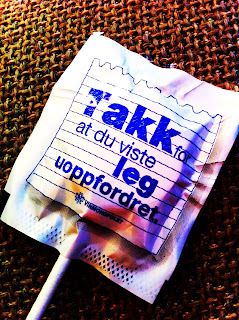 Takk for
at du viste
leg
uoppfordret.